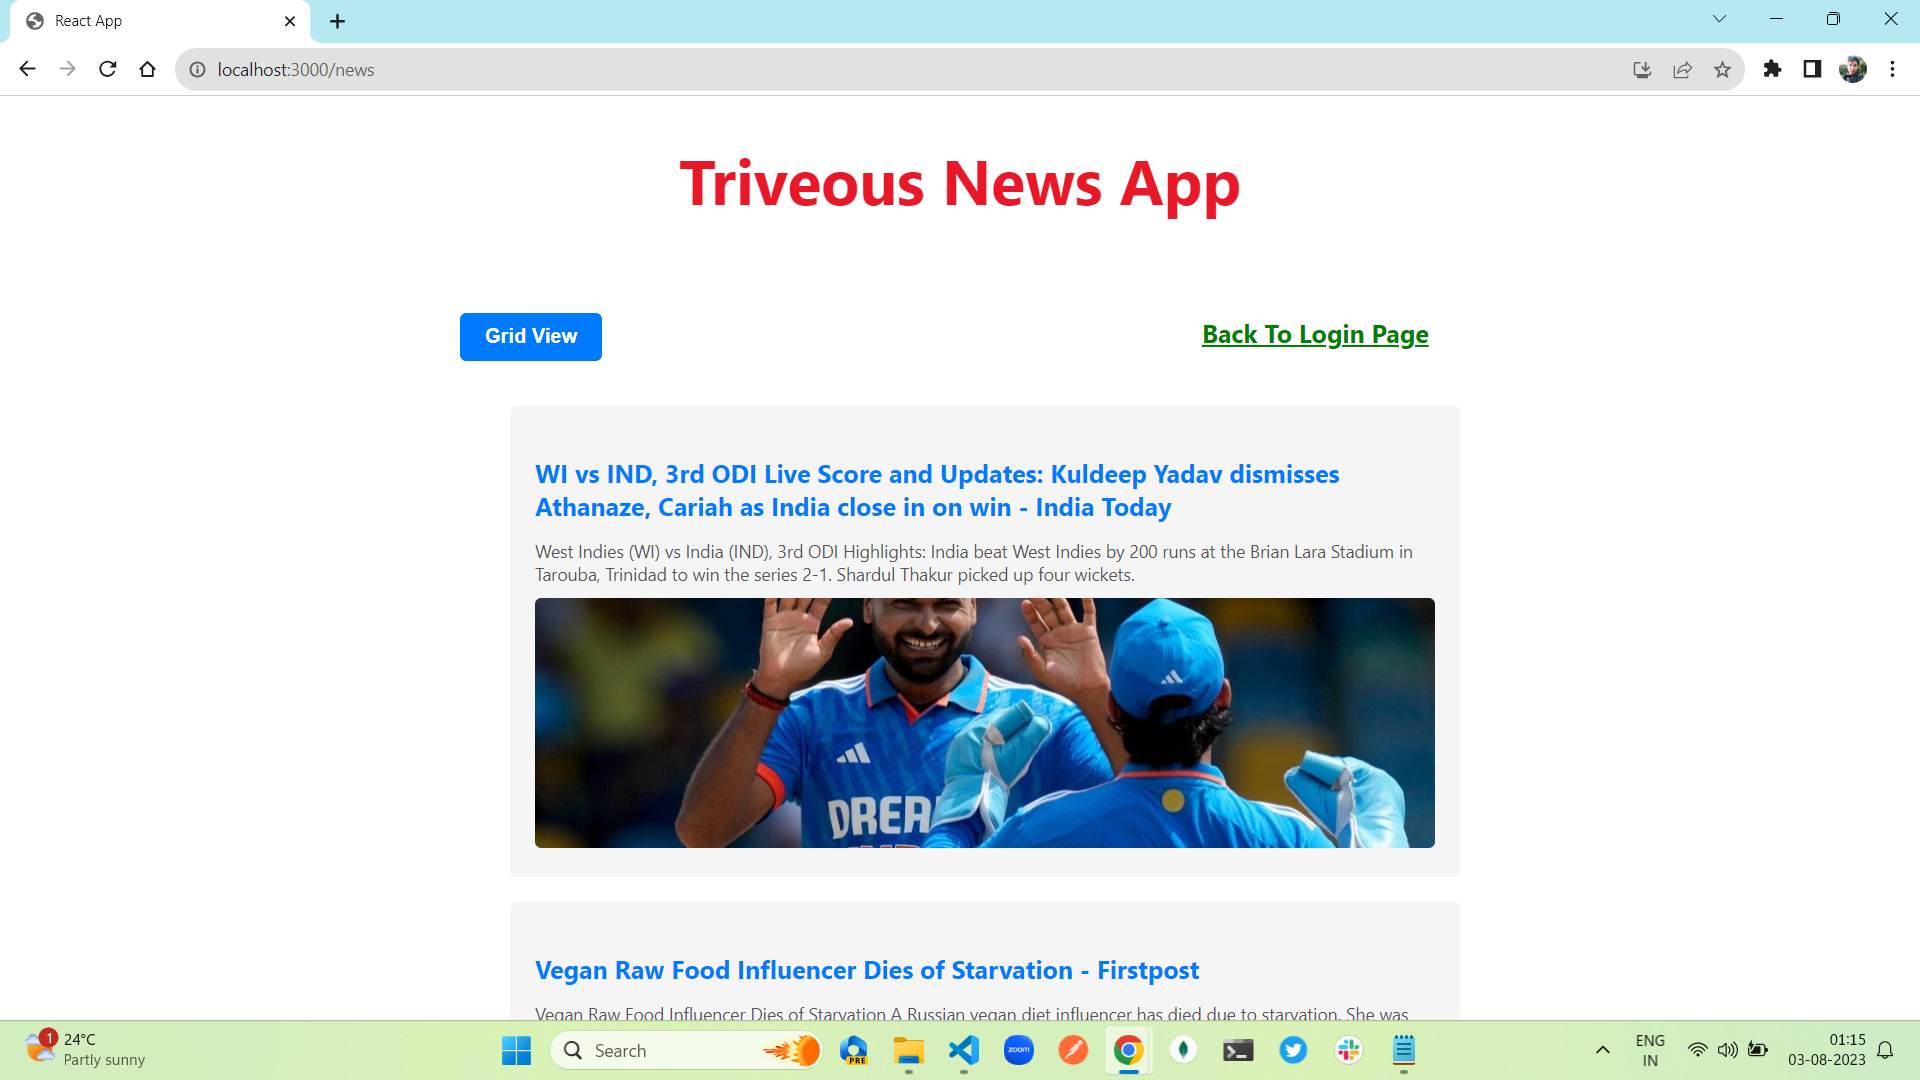 React App
localhost:3000/news
Triveous News App
Grid View
Back To Login Page
WI vs IND, 3rd ODI Live Score and Updates: Kuldeep Yadav dismisses
Athanaze, Cariah as India close in on win - India Today
West Indies (WI) vs India (IND), 3rd ODI Highlights: India beat West Indies by 200 runs at the Brian Lara Stadium in
Tarouba, Trinidad to win the series 2-1. Shardul Thakur picked up four wickets.
DREA
Vegan Raw Food Influencer Dies of Starvation - Firstpost
Vegan Raw Food Influencer Dies of Starvation A Russian vegan diet influencer has died due to starvation. She was
1
24°C
Partly sunny
Search
PRE
zoom
ENG
IN
01:15
03-08-2023